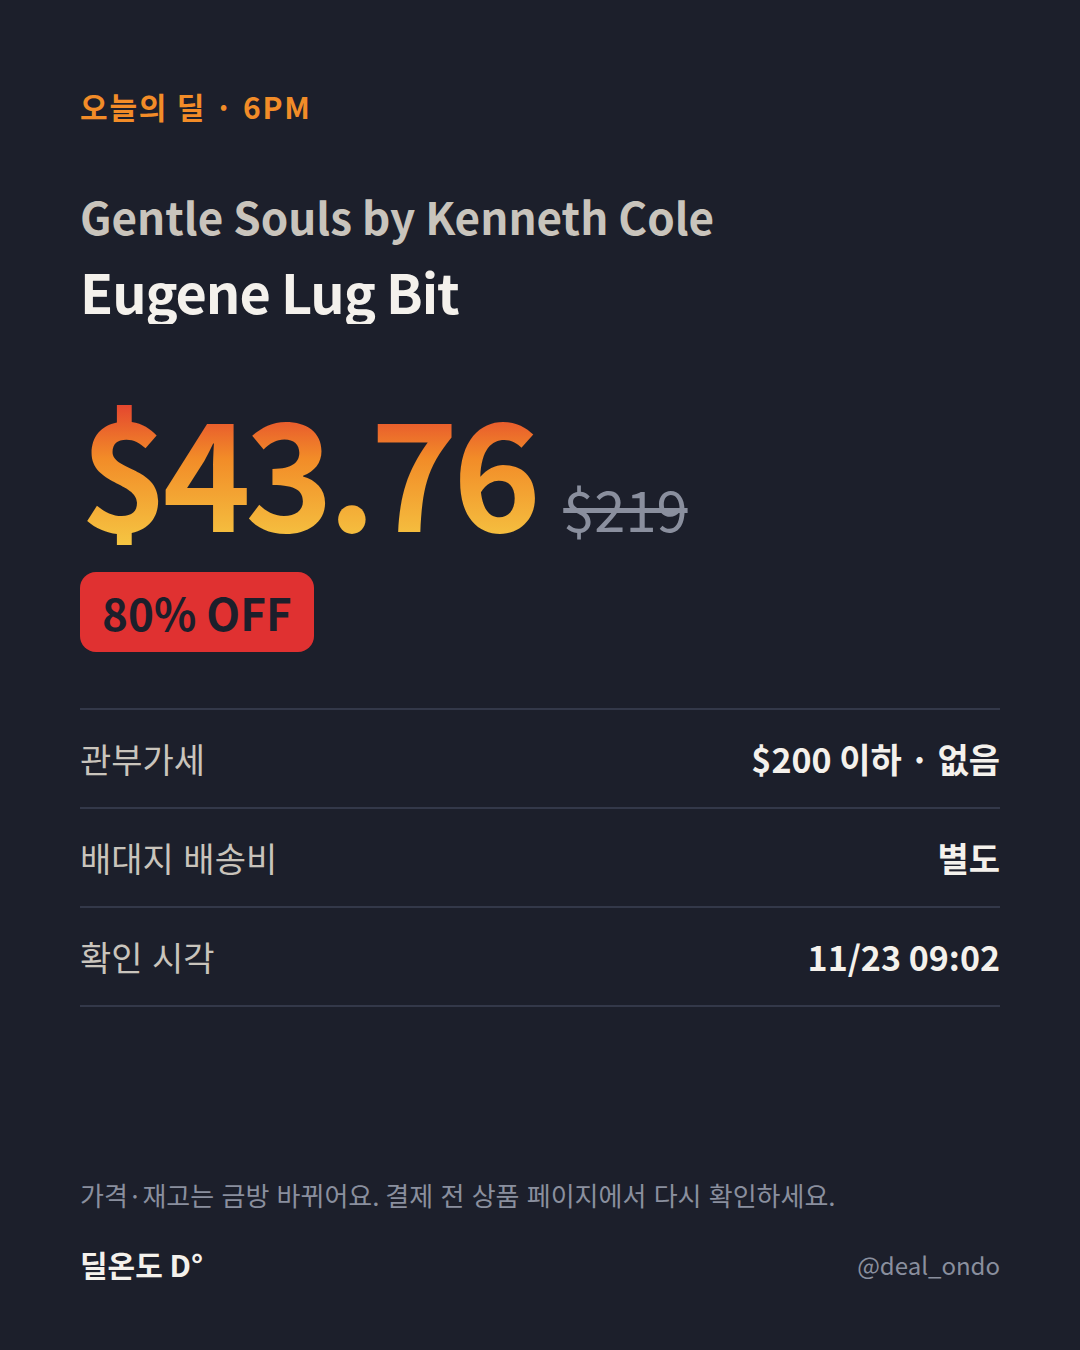 오늘의 딜 · 6PM
Gentle Souls by Kenneth Cole
Eugene Lug Bit
$43.76 $219
80% OFF
관부가세 $200 이하 · 없음
배대지 배송비 별도
확인 시각 11/23 09:02
가격·재고는 금방 바뀌어요. 결제 전 상품 페이지에서 다시 확인하세요.
딜온도 D° @deal_ondo